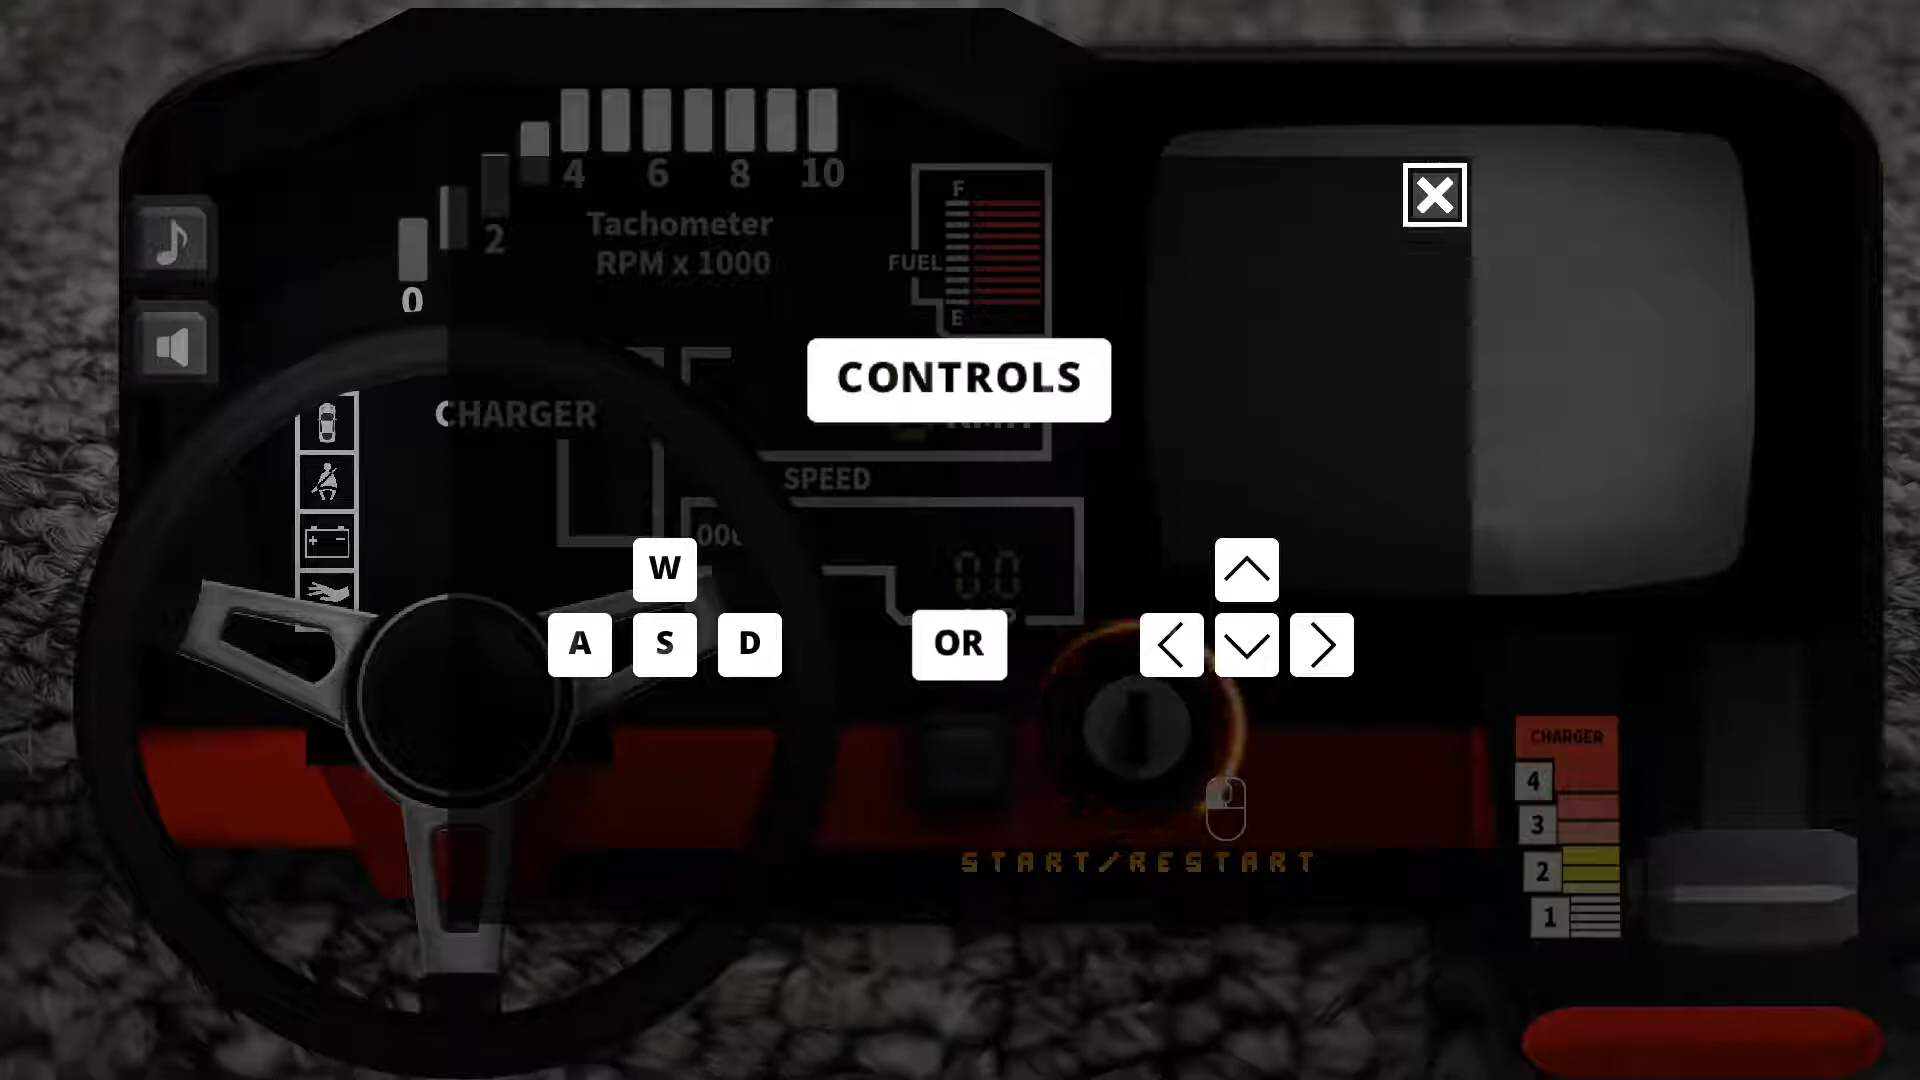 4 6 8 10
2
0
Tachometer
RPM x 1000
F
FUEL
E
CONTROLS
CHARGER
SPEED
W
A S D
OR
START/RESTART
CHARGER
4
3
2
1